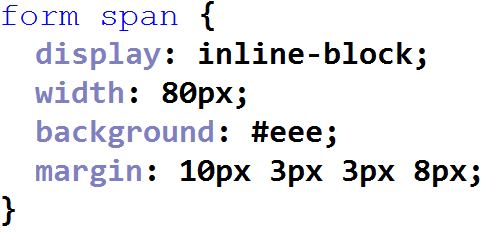 form span {
  display: inline-block;
  width: 80px;
  background: #eee;
  margin: 10px 3px 3px 8px;
}